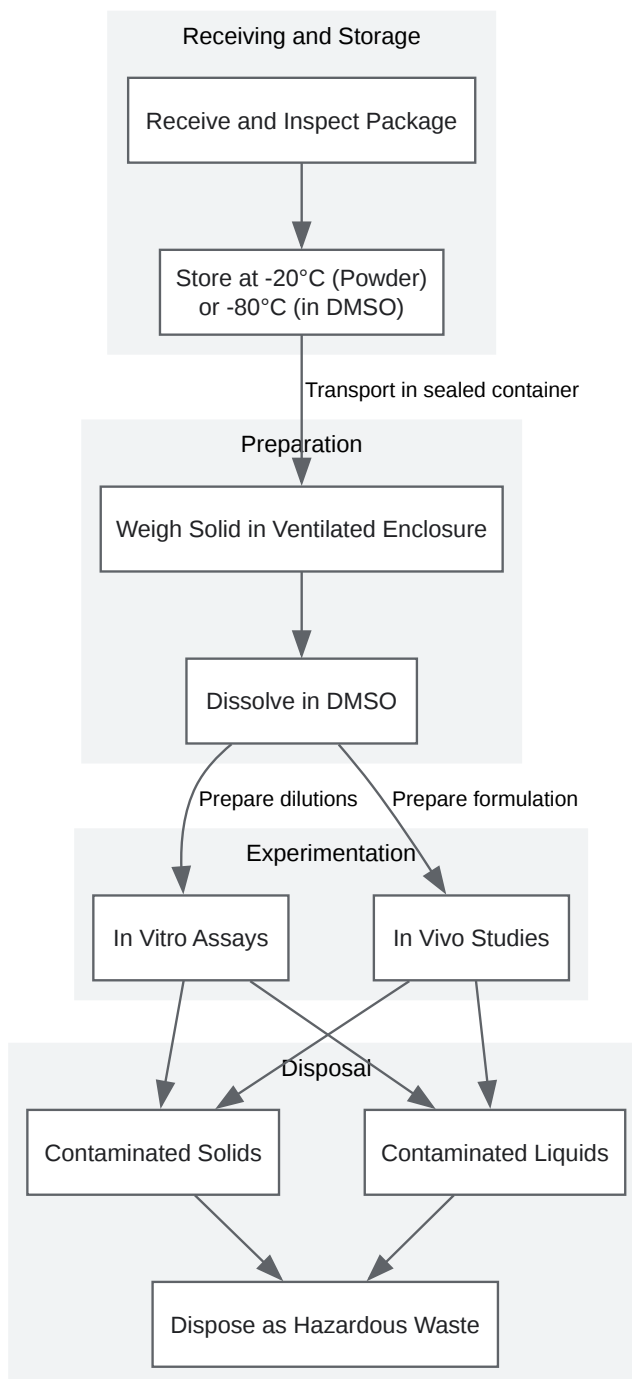 Receiving and Storage
Receive and Inspect Package
Store at -20°C (Powder)
or -80°C (in DMSO)
Transport in sealed container
Preparation
Weigh Solid in Ventilated Enclosure
Dissolve in DMSO
Prepare dilutions
Prepare formulation
Experimentation
In Vitro Assays
In Vivo Studies
Disposal
Contaminated Solids
Contaminated Liquids
Dispose as Hazardous Waste